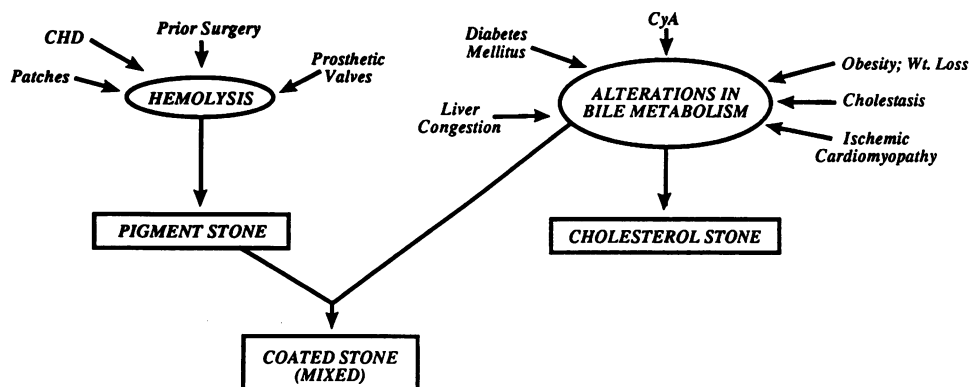 CHD
Prior Surgery
Patches
Prosthetic
Valves
HEMOLYSIS
PIGMENT STONE
CyA
Diabetes
Mellitus
Obesity; Wt. Loss
Liver
Congestion
ALTERATIONS IN
BILE METABOLISM
Cholestasis
Ischemic
Cardiomyopathy
CHOLESTEROL STONE
COATED STONE
(MIXED)